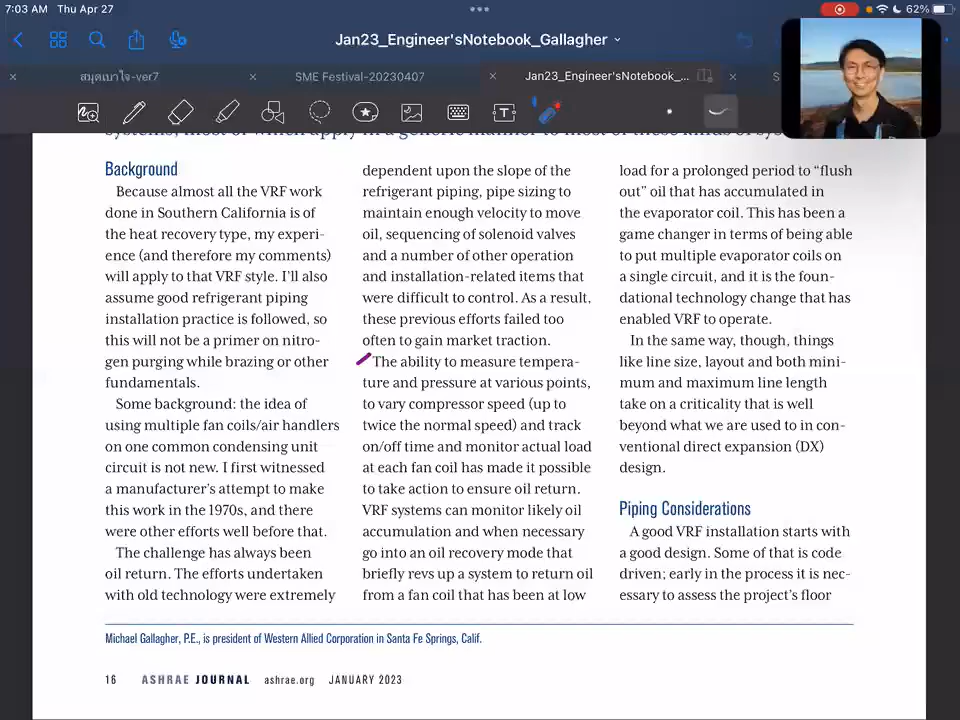 7:03 AM Thu Apr 27
62%
Jan23_Engineer'sNotebook_Gallagher
สมุดเบาใจ-ver7
SME Festival-20230407
Jan23_Engineer'sNotebook_...
S
systems, most of which apply in a generic manner to most of these kinds of sy
Background
Because almost all the VRF work
done in Southern California is of
the heat recovery type, my experi-
ence (and therefore my comments)
will apply to that VRF style. I'll also
assume good refrigerant piping
installation practice is followed, so
this will not be a primer on nitro-
gen purging while brazing or other
fundamentals.
Some background: the idea of
using multiple fan coils/air handlers
on one common condensing unit
circuit is not new. I first witnessed
a manufacturer's attempt to make
this work in the 1970s, and there
were other efforts well before that.
The challenge has always been
oil return. The efforts undertaken
with old technology were extremely
dependent upon the slope of the
refrigerant piping, pipe sizing to
maintain enough velocity to move
oil, sequencing of solenoid valves
and a number of other operation
and installation-related items that
were difficult to control. As a result,
these previous efforts failed too
often to gain market traction.
The ability to measure tempera-
ture and pressure at various points,
to vary compressor speed (up to
twice the normal speed) and track
on/off time and monitor actual load
at each fan coil has made it possible
to take action to ensure oil return.
VRF systems can monitor likely oil
accumulation and when necessary
go into an oil recovery mode that
briefly revs up a system to return oil
from a fan coil that has been at low
load for a prolonged period to “flush
out” oil that has accumulated in
the evaporator coil. This has been a
game changer in terms of being able
to put multiple evaporator coils on
a single circuit, and it is the foun-
dational technology change that has
enabled VRF to operate.
In the same way, though, things
like line size, layout and both mini-
mum and maximum line length
take on a criticality that is well
beyond what we are used to in con-
ventional direct expansion (DX)
design.
Piping Considerations
A good VRF installation starts with
a good design. Some of that is code
driven; early in the process it is nec-
essary to assess the project's floor
Michael Gallagher, P.E., is president of Western Allied Corporation in Santa Fe Springs, Calif.
16 ASHRAE JOURNAL ashrae.org JANUARY 2023